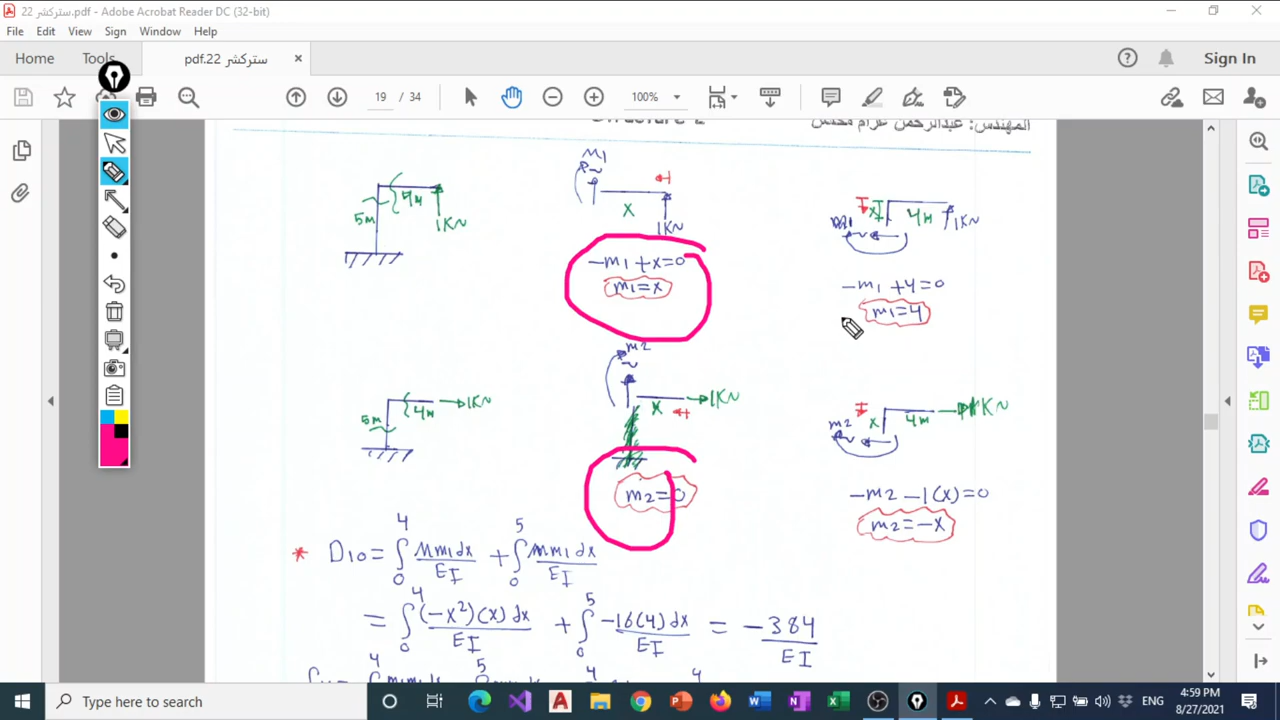 ستركشر 22.pdf - Adobe Acrobat Reader DC (32-bit)
File Edit View Sign Window Help
Home Tools ستركشر 22.pdf × Sign In
19 / 34 100%
Structure 2 المهندس: عبدالرحمن عزام محسن
M1
5m 4m 1KN
x 1KN
m1 x 4m 1KN
-m1 +x=0
m1=x
-m1 +4=0
m1=4
m2
5m 4m 1KN
x 1KN
m2 x 4m 1KN
m2=0
-m2 -1(x)=0
m2=-x
* D10= ∫₀⁴ Mm1dx/EI + ∫₀⁵ Mm1dx/EI
= ∫₀⁴ (-x²)(x)dx/EI + ∫₀⁵ -16(4)dx/EI = -384/EI
Type here to search
ENG
4:59 PM
8/27/2021